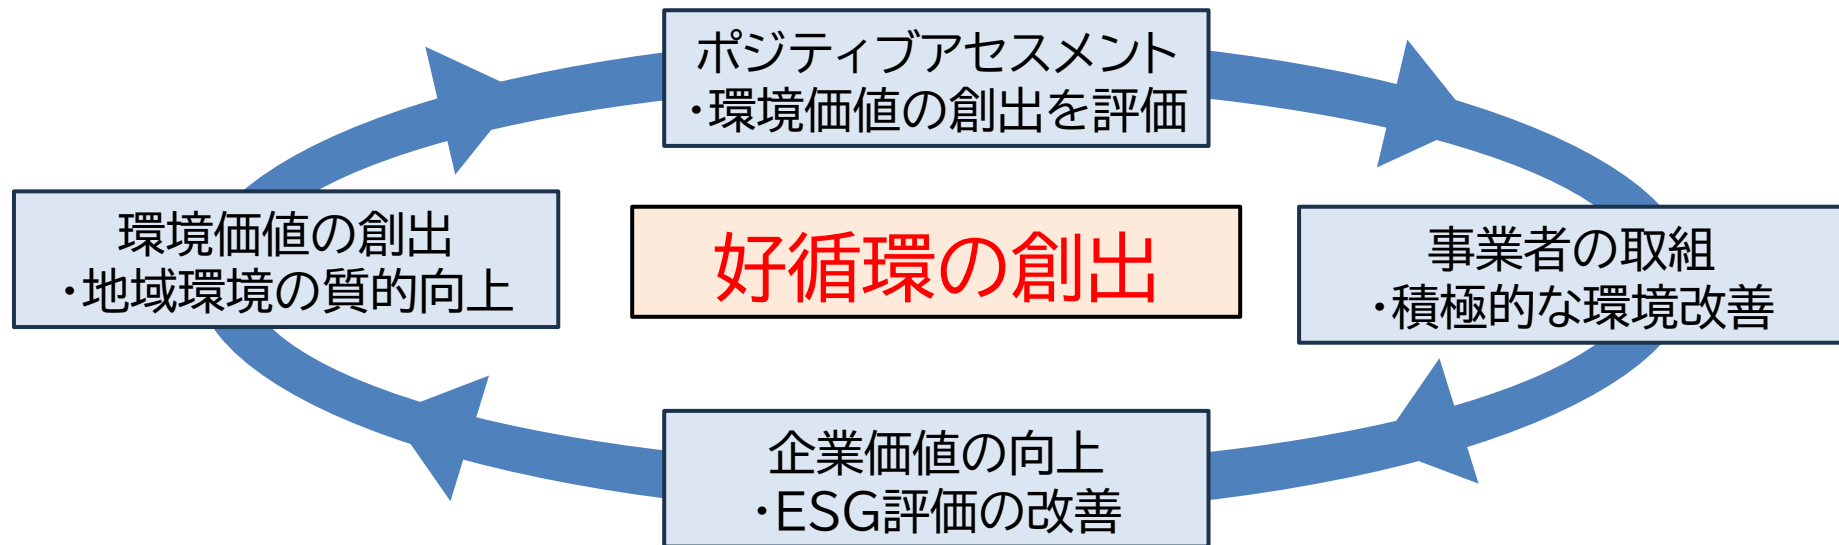 ポジティブアセスメント
・環境価値の創出を評価
環境価値の創出
・地域環境の質的向上
好循環の創出
事業者の取組
・積極的な環境改善
企業価値の向上
・ESG評価の改善